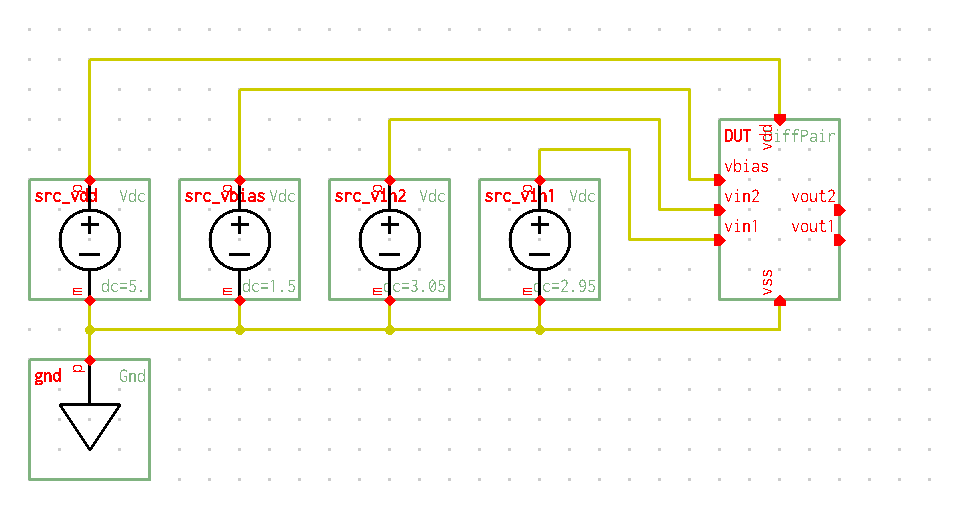 DUT
DiffPair
vdd
vbias
vin2
vout2
vin1
vout1
vss
p
src_vdd
Vdc
m
dc=5.
p
src_vbias
Vdc
m
dc=1.5
p
src_vin2
Vdc
m
dc=3.05
p
src_vin1
Vdc
m
dc=2.95
p
gnd
Gnd